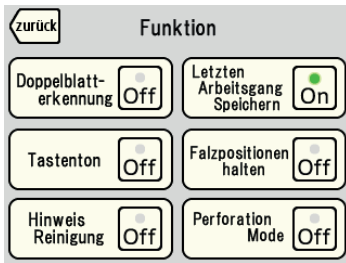 zurück
Funktion
Doppelblatt-
erkennung Off
Letzten
Arbeitsgang
Speichern On
Tastenton Off
Falzpositionen
halten Off
Hinweis
Reinigung Off
Perforation
Mode Off